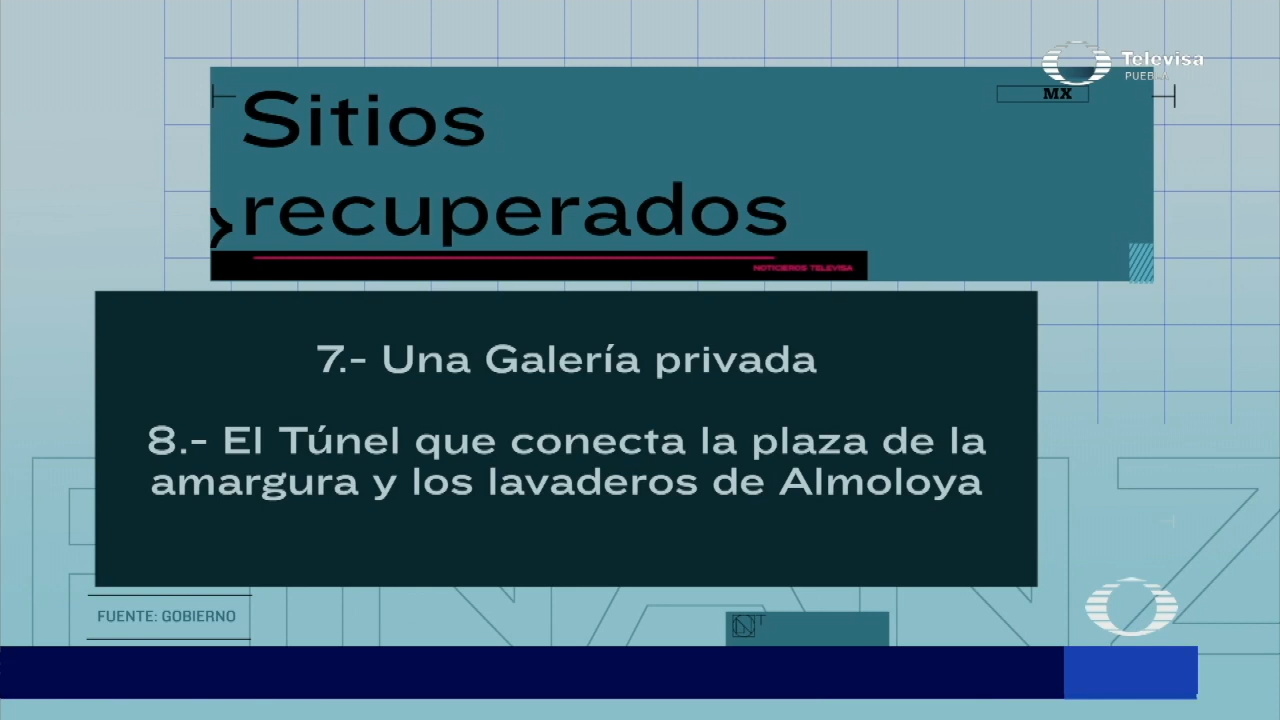 Televisa
PUEBLA
MX
Sitios
recuperados
NOTICIEROS TELEVISA
7.- Una Galería privada
8.- El Túnel que conecta la plaza de la
amargura y los lavaderos de Almoloya
FUENTE: GOBIERNO